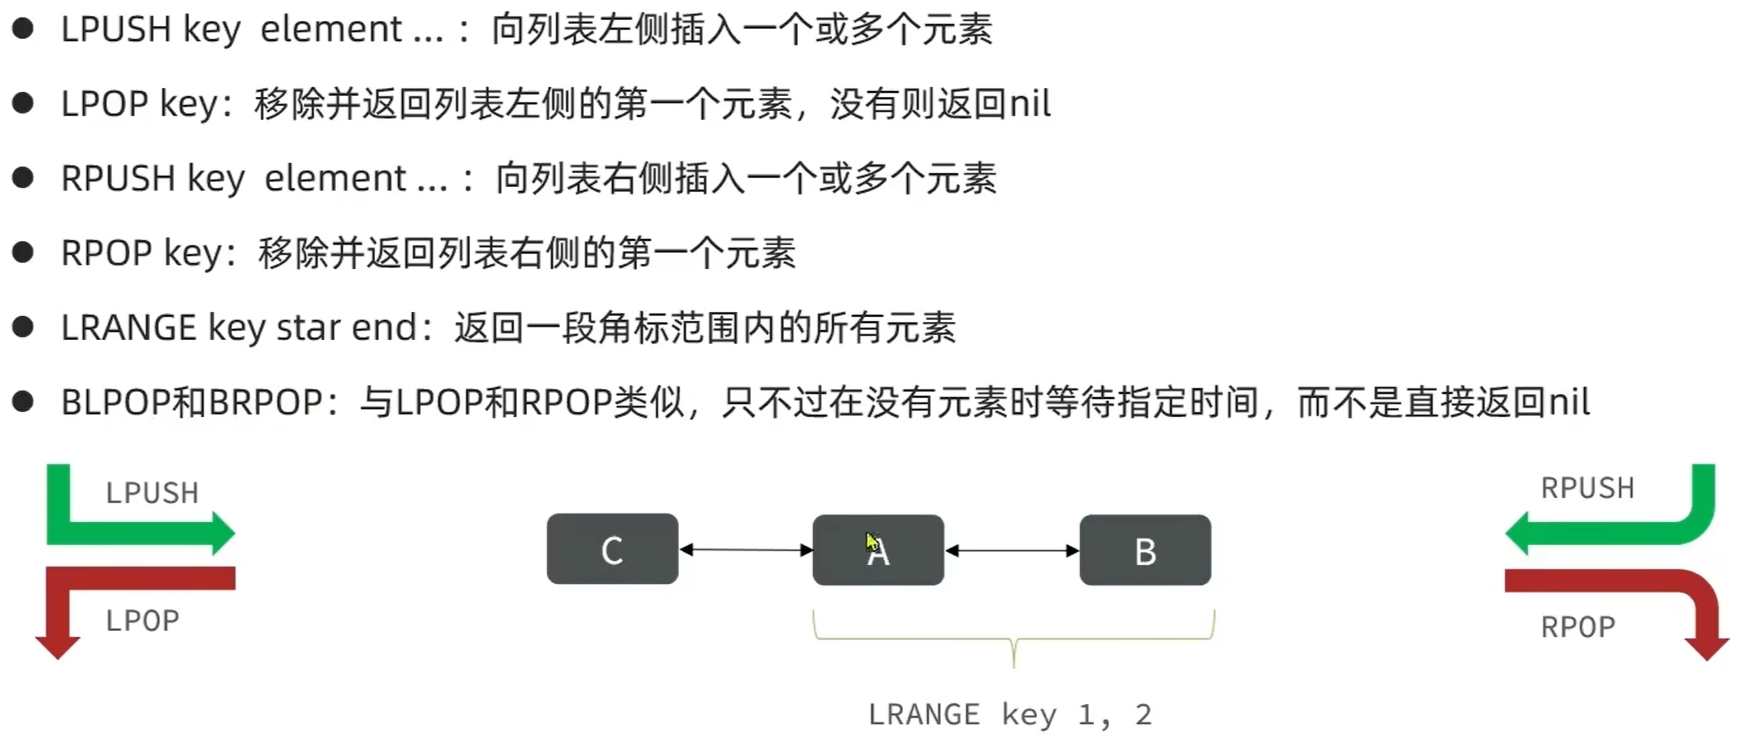 ● LPUSH key  element ... ：向列表左侧插入一个或多个元素
● LPOP key：移除并返回列表左侧的第一个元素，没有则返回nil
● RPUSH key  element ... ：向列表右侧插入一个或多个元素
● RPOP key：移除并返回列表右侧的第一个元素
● LRANGE key star end：返回一段角标范围内的所有元素
● BLPOP和BRPOP：与LPOP和RPOP类似，只不过在没有元素时等待指定时间，而不是直接返回nil
LPUSH
RPUSH
C
A
B
LPOP
RPOP
LRANGE key 1, 2